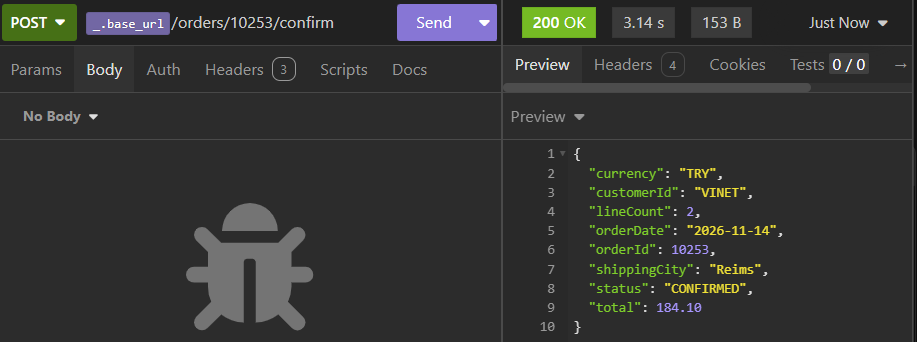 POST _.base_url/orders/10253/confirm Send
Params Body Auth Headers 3 Scripts Docs
No Body
200 OK 3.14 s 153 B Just Now
Preview Headers 4 Cookies Tests 0 / 0 →
Preview
1 {
2 "currency": "TRY",
3 "customerId": "VINET",
4 "lineCount": 2,
5 "orderDate": "2026-11-14",
6 "orderId": 10253,
7 "shippingCity": "Reims",
8 "status": "CONFIRMED",
9 "total": 184.10
10 }